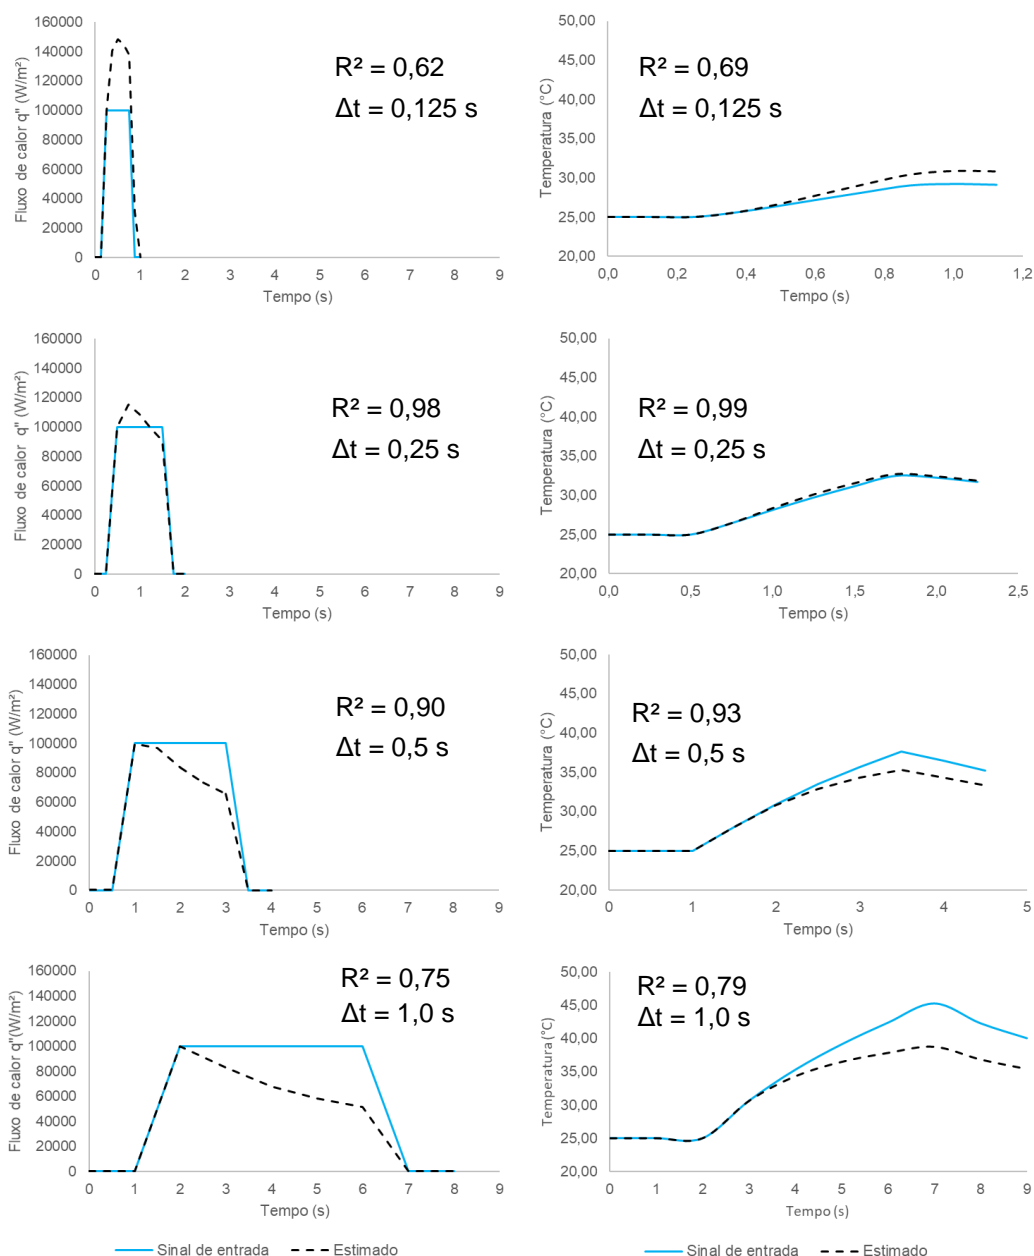 Fluxo de calor q" (W/m²)
160000
140000
120000
100000
80000
60000
40000
20000
0
R² = 0,62
Δt = 0,125 s
0 1 2 3 4 5 6 7 8 9
Tempo (s)
Temperatura (°C)
50,00
45,00
40,00
35,00
30,00
25,00
20,00
R² = 0,69
Δt = 0,125 s
0,0 0,2 0,4 0,6 0,8 1,0 1,2
Tempo (s)
Fluxo de calor q" (W/m²)
160000
140000
120000
100000
80000
60000
40000
20000
0
R² = 0,98
Δt = 0,25 s
0 1 2 3 4 5 6 7 8 9
Tempo (s)
Temperatura (°C)
50,00
45,00
40,00
35,00
30,00
25,00
20,00
R² = 0,99
Δt = 0,25 s
0,0 0,5 1,0 1,5 2,0 2,5
Tempo (s)
Fluxo de calor q" (W/m²)
160000
140000
120000
100000
80000
60000
40000
20000
0
R² = 0,90
Δt = 0,5 s
0 1 2 3 4 5 6 7 8 9
Tempo (s)
Temperatura (°C)
50,00
45,00
40,00
35,00
30,00
25,00
20,00
R² = 0,93
Δt = 0,5 s
0 1 2 3 4 5
Tempo (s)
Fluxo de calor q"(W/m²)
160000
140000
120000
100000
80000
60000
40000
20000
0
R² = 0,75
Δt = 1,0 s
0 1 2 3 4 5 6 7 8 9
Tempo (s)
Temperatura (°C)
50,00
45,00
40,00
35,00
30,00
25,00
20,00
R² = 0,79
Δt = 1,0 s
0 1 2 3 4 5 6 7 8 9
Tempo (s)
Sinal de entrada Estimado
Sinal de entrada Estimado